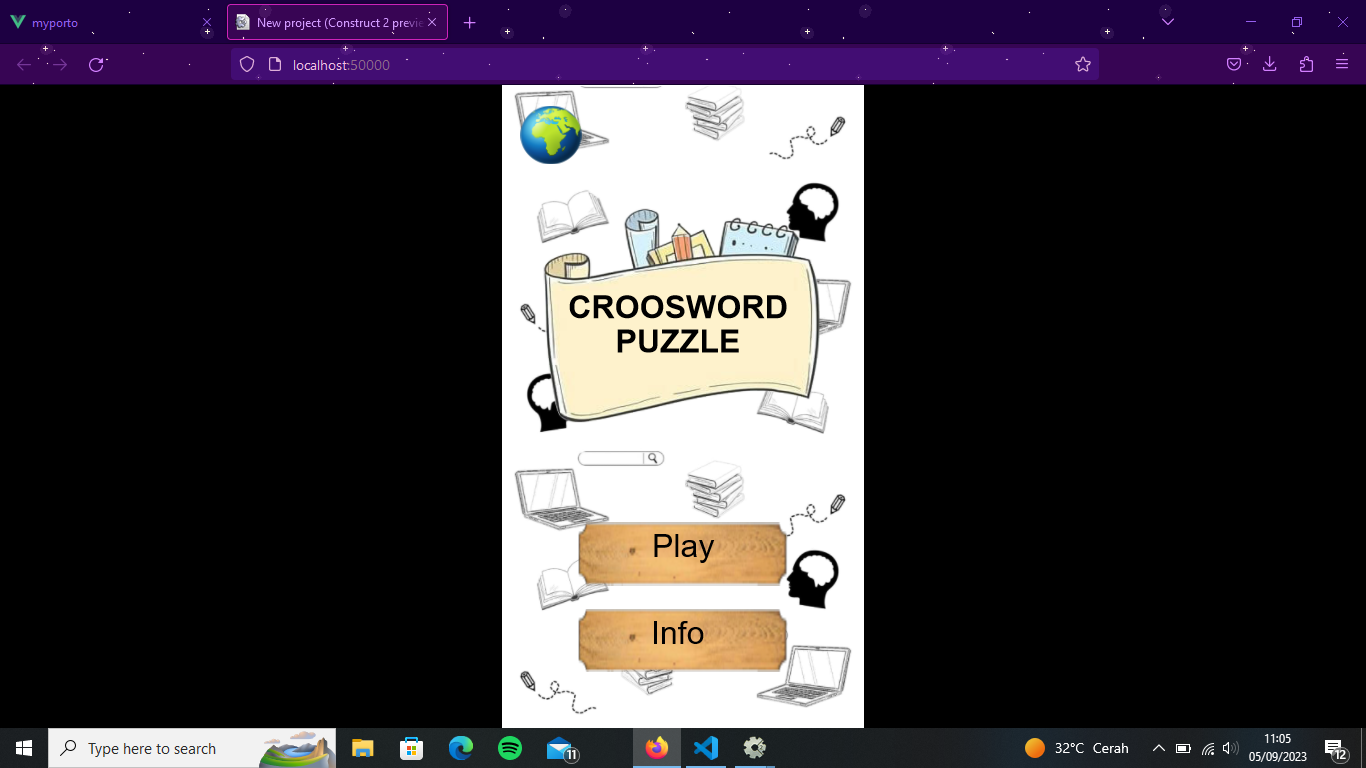 myporto
New project (Construct 2 previe
localhost:50000
CROOSWORD
PUZZLE
Play
Info
Type here to search
11
32°C Cerah
11:05
05/09/2023
12